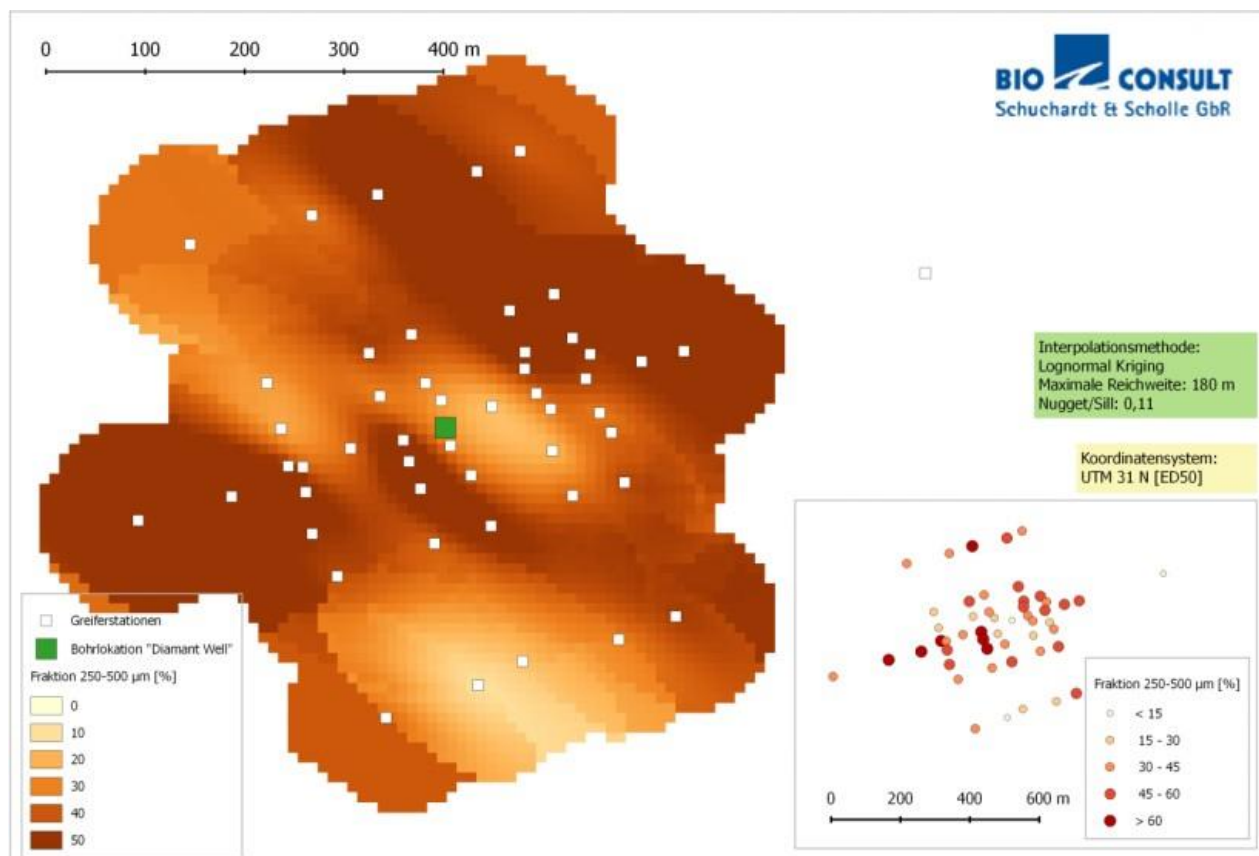 0 100 200 300 400 m
BIO CONSULT
Schuchardt & Scholle GbR
Interpolationsmethode:
Lognormal Kriging
Maximale Reichweite: 180 m
Nugget/Sill: 0,11
Koordinatensystem:
UTM 31 N [ED50]
Greiferstationen
Bohrlokation "Diamant Well"
Fraktion 250-500 µm [%]
0
10
20
30
40
50
Fraktion 250-500 µm [%]
< 15
15 - 30
30 - 45
45 - 60
> 60
0 200 400 600 m